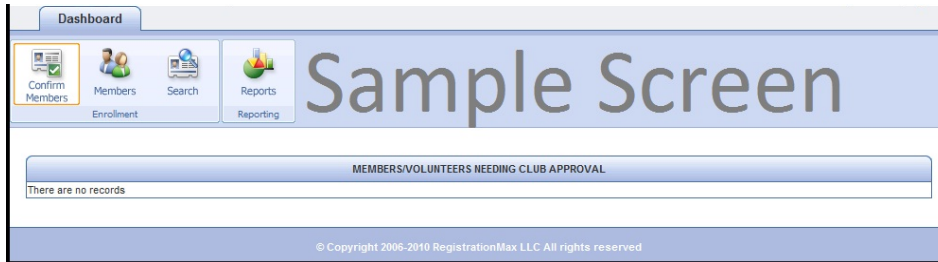 Dashboard
Confirm
Members
Members
Search
Reports
Enrollment
Reporting
Sample Screen
MEMBERS/VOLUNTEERS NEEDING CLUB APPROVAL
There are no records
© Copyright 2006-2010 RegistrationMax LLC All rights reserved